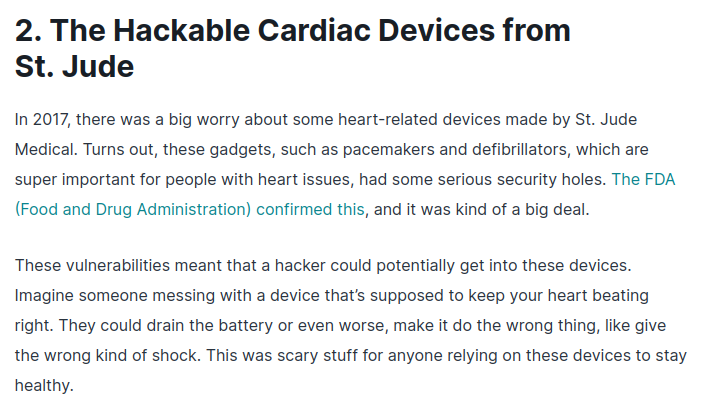 2. The Hackable Cardiac Devices from
St. Jude
In 2017, there was a big worry about some heart-related devices made by St. Jude
Medical. Turns out, these gadgets, such as pacemakers and defibrillators, which are
super important for people with heart issues, had some serious security holes. The FDA
(Food and Drug Administration) confirmed this, and it was kind of a big deal.
These vulnerabilities meant that a hacker could potentially get into these devices.
Imagine someone messing with a device that’s supposed to keep your heart beating
right. They could drain the battery or even worse, make it do the wrong thing, like give
the wrong kind of shock. This was scary stuff for anyone relying on these devices to stay
healthy.